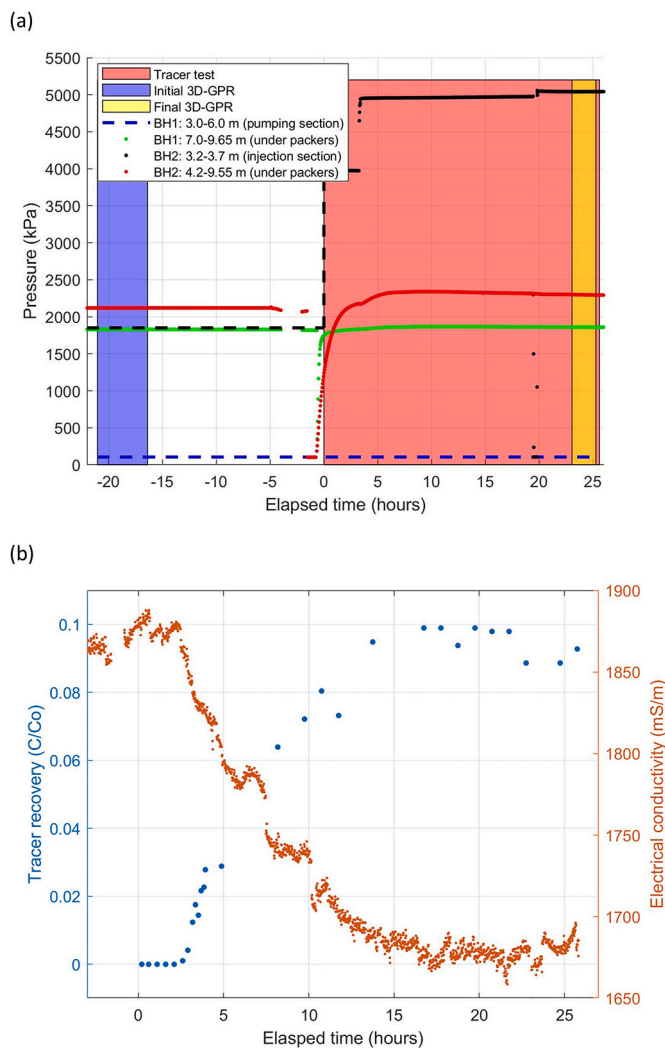 (a)
5500
5000
4500
4000
3500
3000
2500
2000
1500
1000
500
0
Pressure (kPa)
Tracer test
Initial 3D-GPR
Final 3D-GPR
BH1: 3.0-6.0 m (pumping section)
BH1: 7.0-9.65 m (under packers)
BH2: 3.2-3.7 m (injection section)
BH2: 4.2-9.55 m (under packers)
-20 -15 -10 -5 0 5 10 15 20 25
Elapsed time (hours)
(b)
0.1
0.08
0.06
0.04
0.02
0
Tracer recovery (C/Co)
1900
1850
1800
1750
1700
1650
Electrical conductivity (mS/m)
0 5 10 15 20 25
Elasped time (hours)